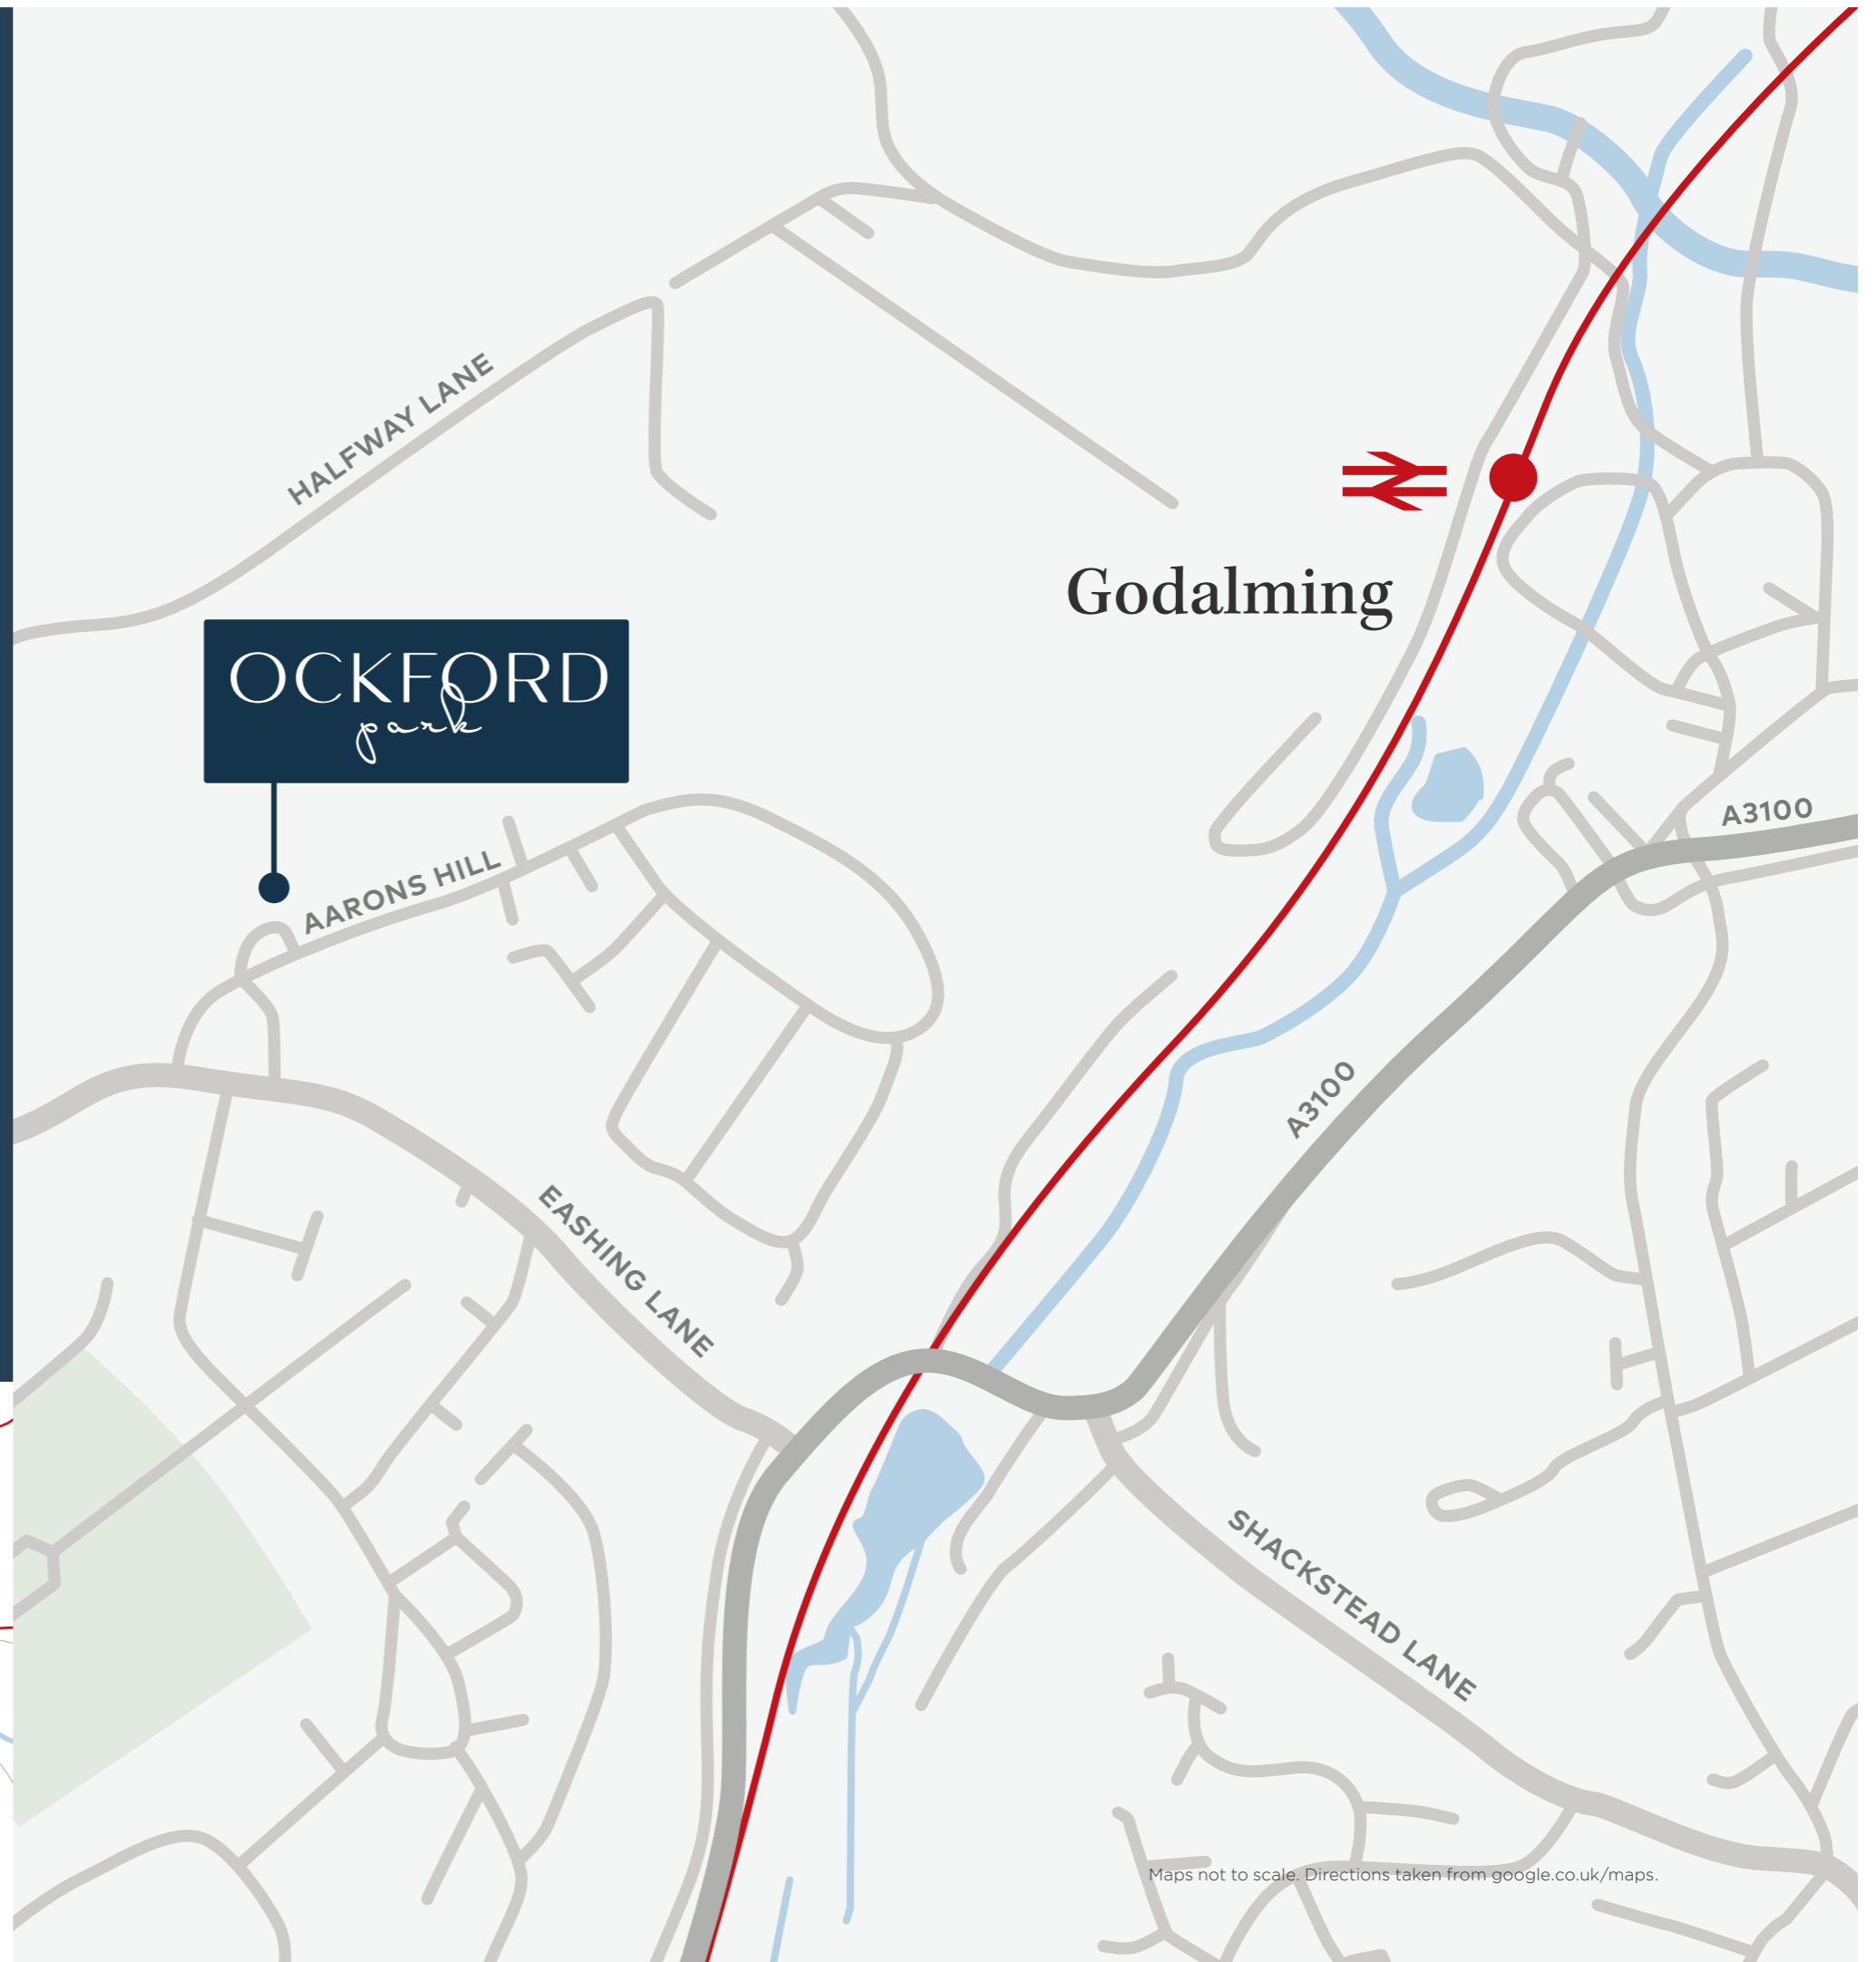 HALFWAY LANE
Godalming
OCKFORD
park
A3100
AARONS HILL
A3100
EASHING LANE
SHACKSTEAD LANE
Maps not to scale. Directions taken from google.co.uk/maps.